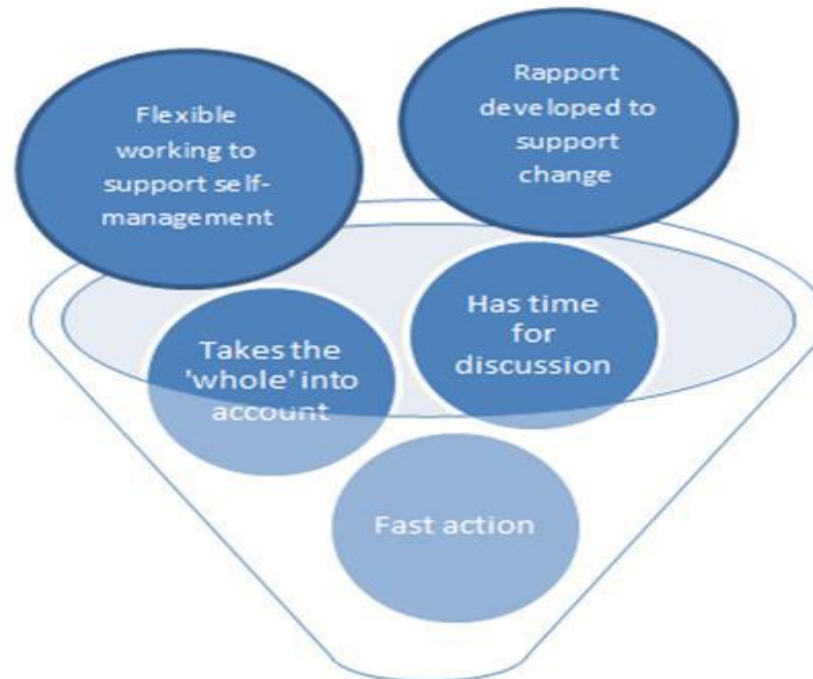 Flexible
working to
support self-
management
Rapport
developed to
support
change
Takes the
'whole' into
account
Has time
for
discussion
Fast action